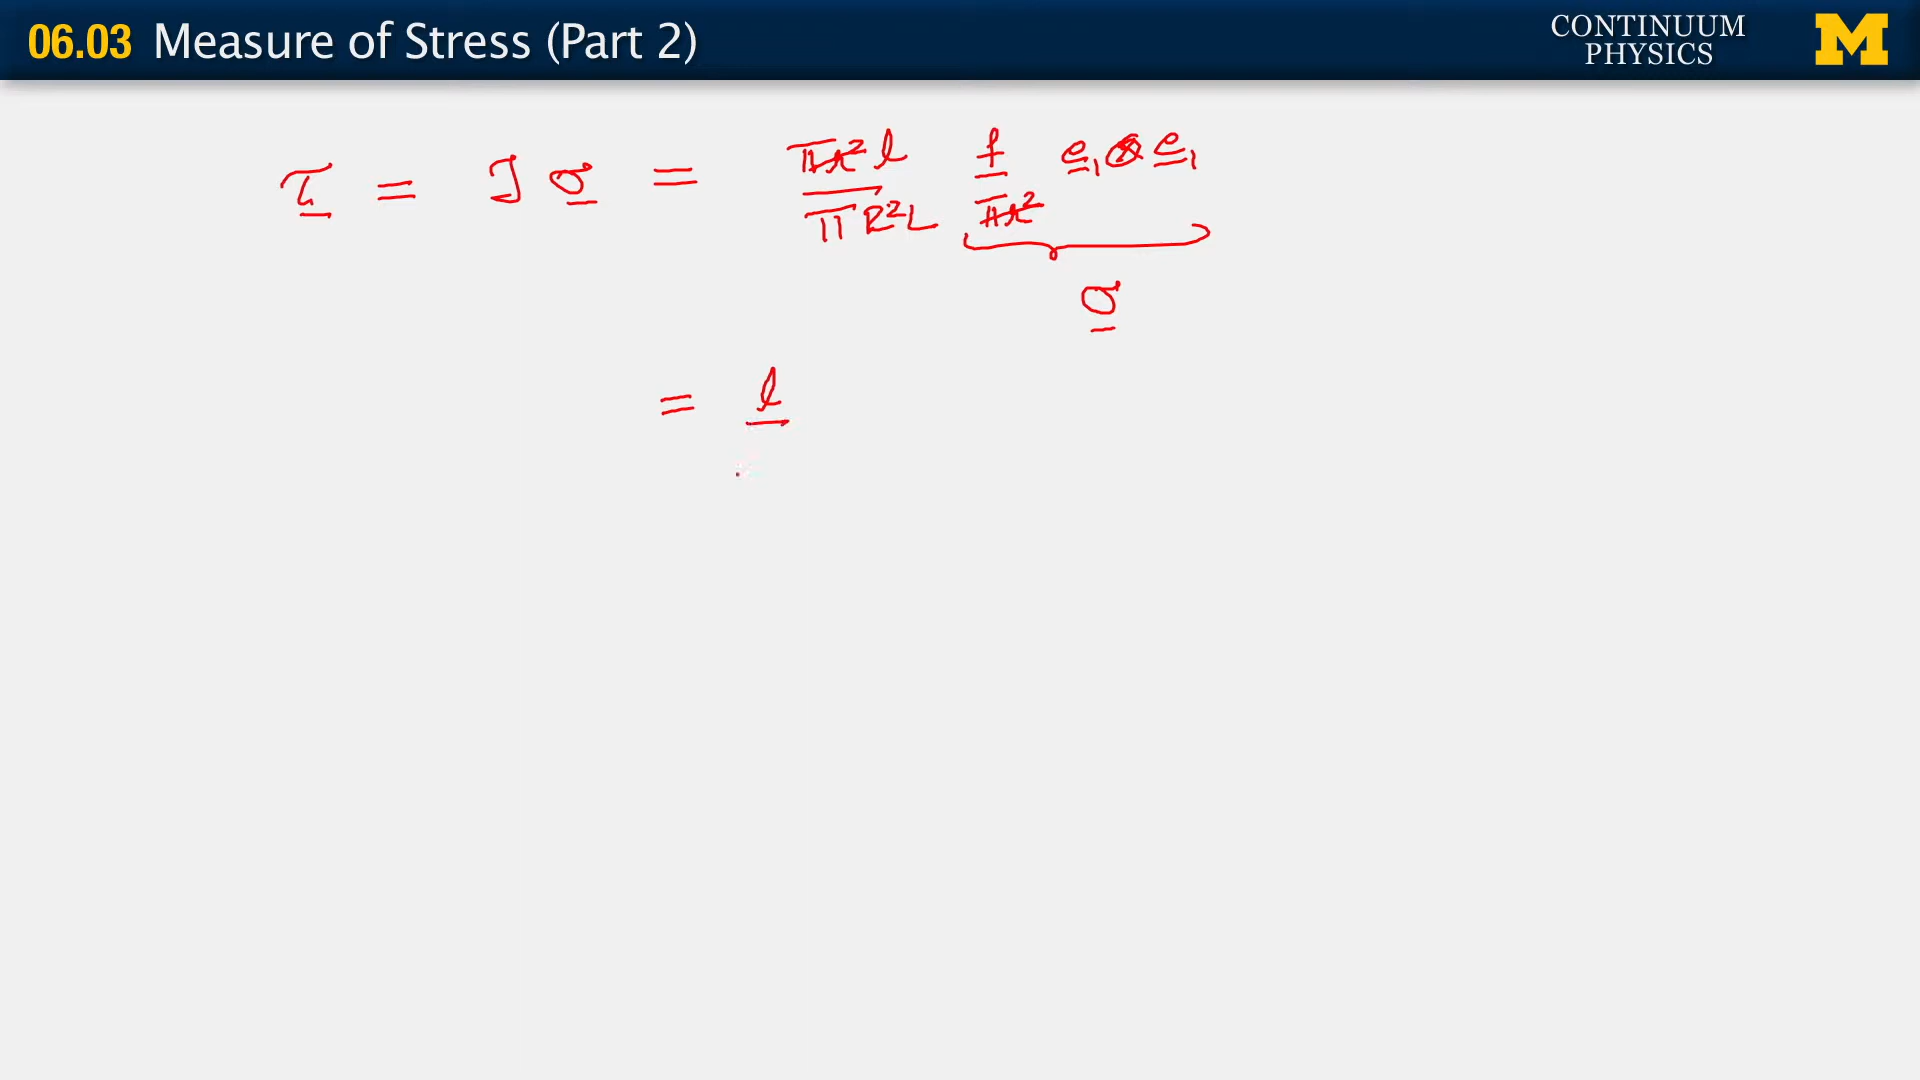 06.03 Measure of Stress (Part 2)
CONTINUUM
PHYSICS
M
τ = J σ = πr²l / πR²L f / πr² e₁ ⊗ e₁
σ
= l